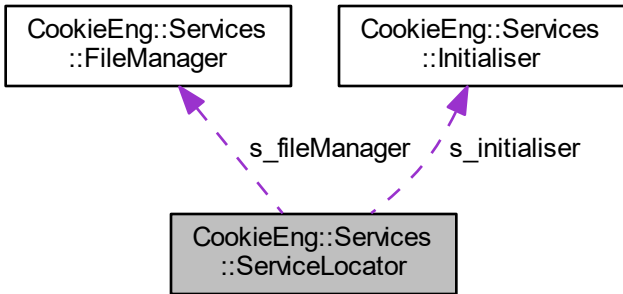 CookieEng::Services
::FileManager
CookieEng::Services
::Initialiser
s_fileManager
s_initialiser
CookieEng::Services
::ServiceLocator